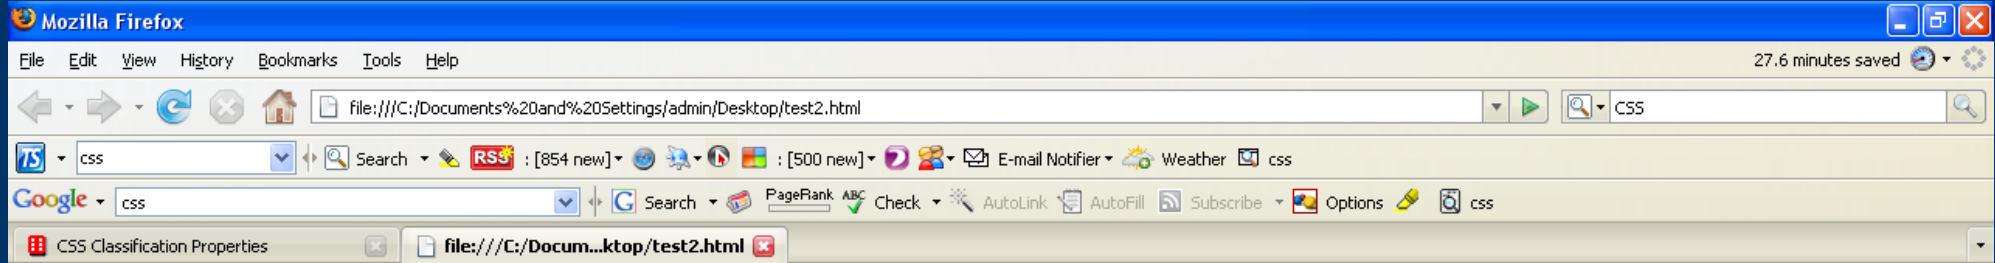 Mozilla Firefox
File Edit View History Bookmarks Tools Help 27.6 minutes saved
file:///C:/Documents%20and%20Settings/admin/Desktop/test2.html CSS
TS css Search RSS : [854 new] : [500 new] E-mail Notifier Weather css
Google css G Search PageRank ABC Check AutoLink AutoFill Subscribe Options css
CSS Classification Properties file:///C:/Docum...ktop/test2.html